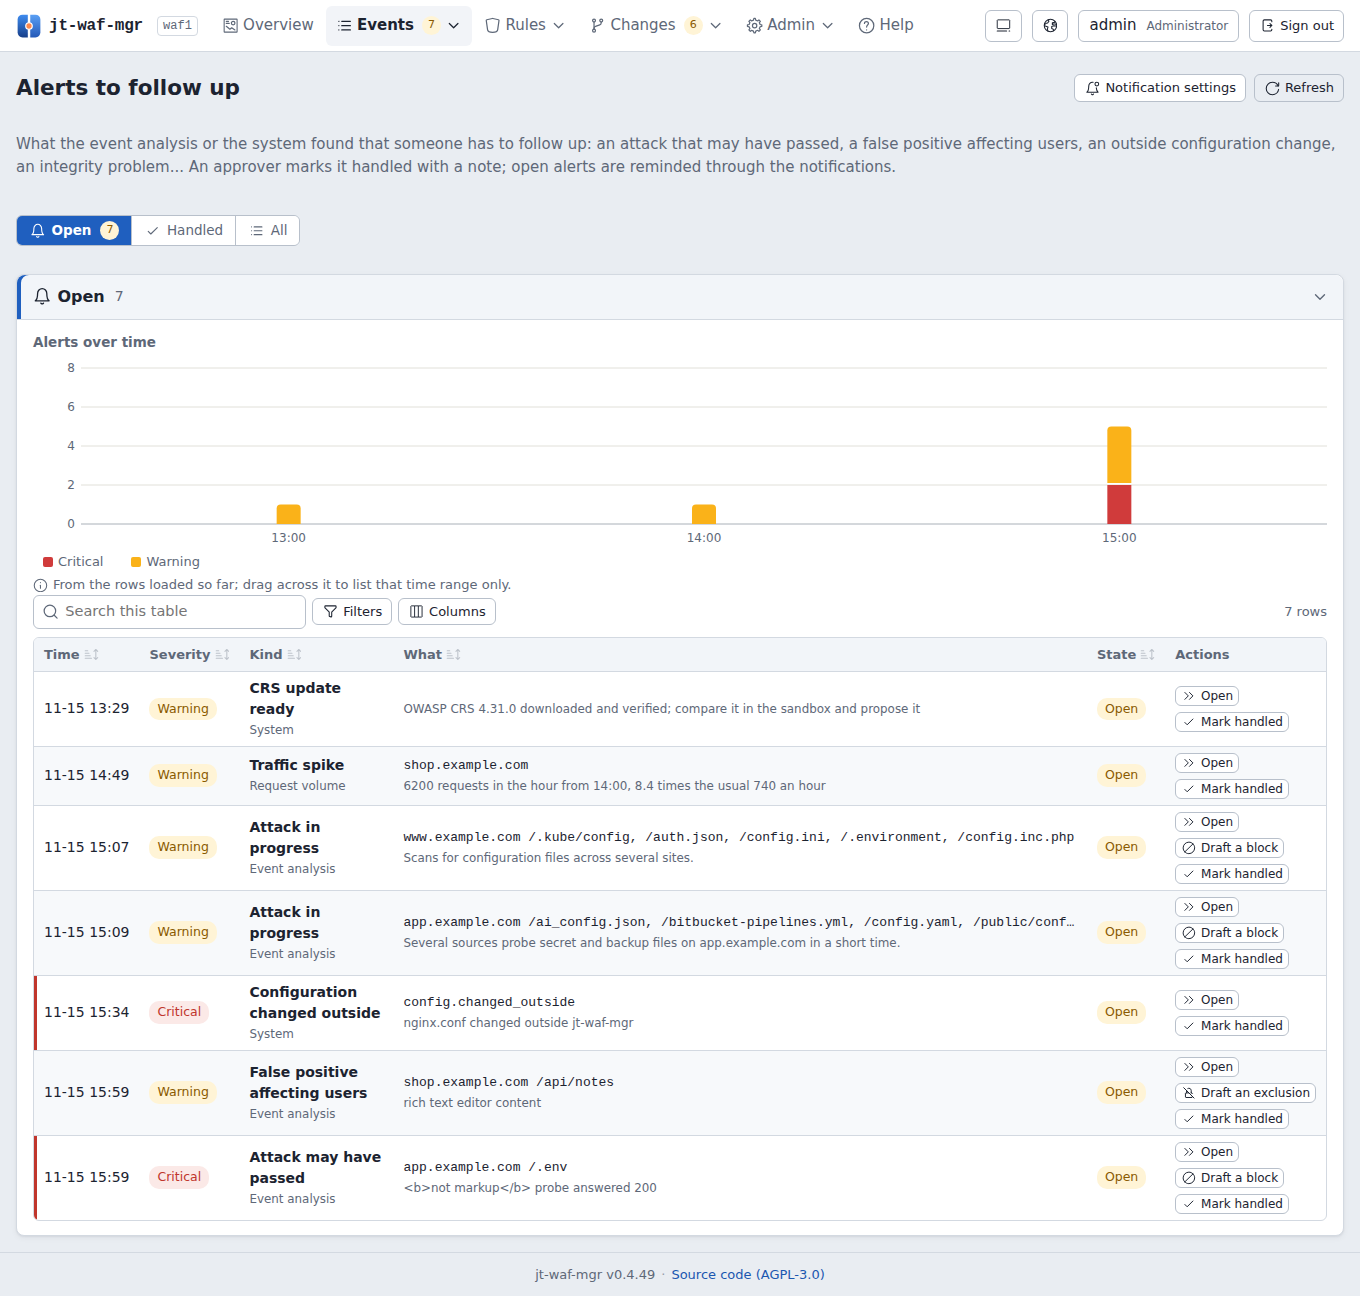 jt-waf-mgr waf1 Overview Events 7 Rules Changes 6 Admin Help admin Administrator Sign out
Alerts to follow up
Notification settings Refresh
What the event analysis or the system found that someone has to follow up: an attack that may have passed, a false positive affecting users, an outside configuration change,
an integrity problem... An approver marks it handled with a note; open alerts are reminded through the notifications.
Open 7 Handled All
Open 7
Alerts over time
8
6
4
2
0
13:00 14:00 15:00
Critical Warning
From the rows loaded so far; drag across it to list that time range only.
Search this table Filters Columns 7 rows
Time Severity Kind What State Actions
11-15 13:29 Warning
CRS update
ready
System
OWASP CRS 4.31.0 downloaded and verified; compare it in the sandbox and propose it
Open
Open
Mark handled
11-15 14:49 Warning
Traffic spike
Request volume
shop.example.com
6200 requests in the hour from 14:00, 8.4 times the usual 740 an hour
Open
Open
Mark handled
11-15 15:07 Warning
Attack in
progress
Event analysis
www.example.com /.kube/config, /auth.json, /config.ini, /.environment, /config.inc.php
Scans for configuration files across several sites.
Open
Open
Draft a block
Mark handled
11-15 15:09 Warning
Attack in
progress
Event analysis
app.example.com /ai_config.json, /bitbucket-pipelines.yml, /config.yaml, /public/conf…
Several sources probe secret and backup files on app.example.com in a short time.
Open
Open
Draft a block
Mark handled
11-15 15:34 Critical
Configuration
changed outside
System
config.changed_outside
nginx.conf changed outside jt-waf-mgr
Open
Open
Mark handled
11-15 15:59 Warning
False positive
affecting users
Event analysis
shop.example.com /api/notes
rich text editor content
Open
Open
Draft an exclusion
Mark handled
11-15 15:59 Critical
Attack may have
passed
Event analysis
app.example.com /.env
<b>not markup</b> probe answered 200
Open
Open
Draft a block
Mark handled
jt-waf-mgr v0.4.49 · Source code (AGPL-3.0)